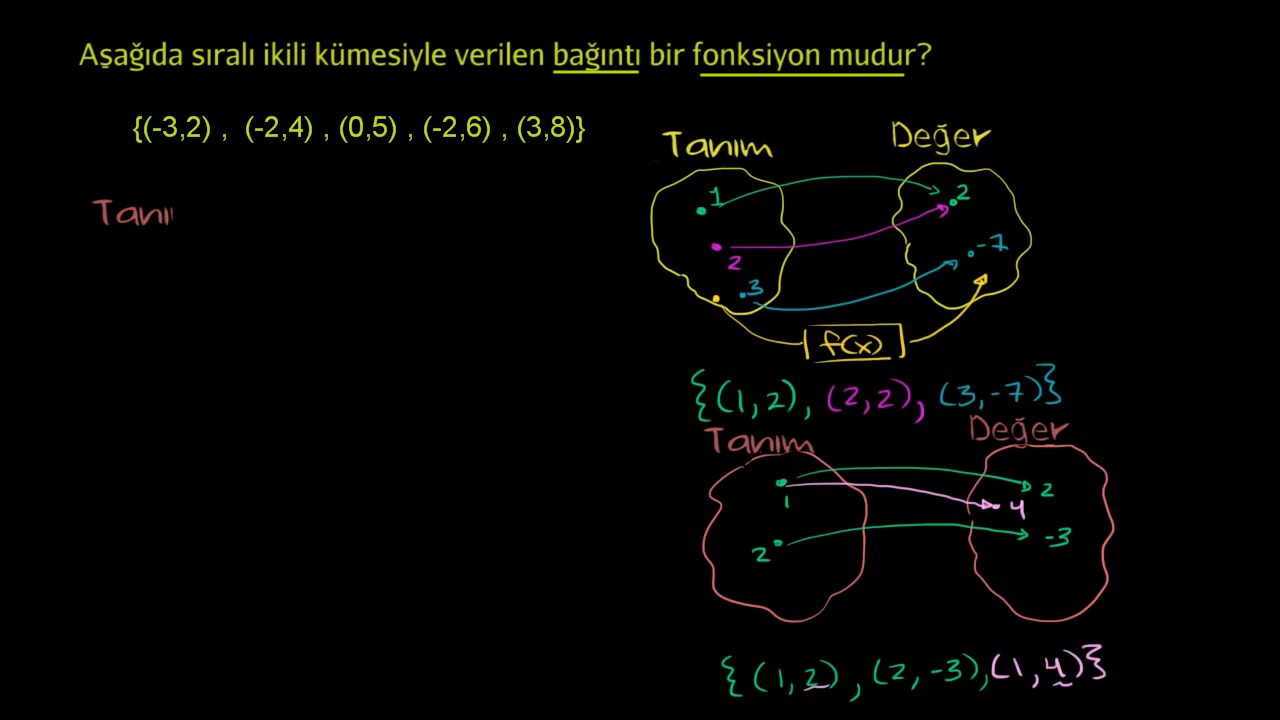 Aşağıda sıralı ikili kümesiyle verilen bağıntı bir fonksiyon mudur?
{(-3,2) , (-2,4) , (0,5) , (-2,6) , (3,8)}
Tanı
Tanım
Değer
1
2
2
-7
3
f(x)
{(1,2), (2,2), (3,-7)}
Tanım
Değer
1
2
4
2
-3
{(1,2), (2,-3), (1,4)}